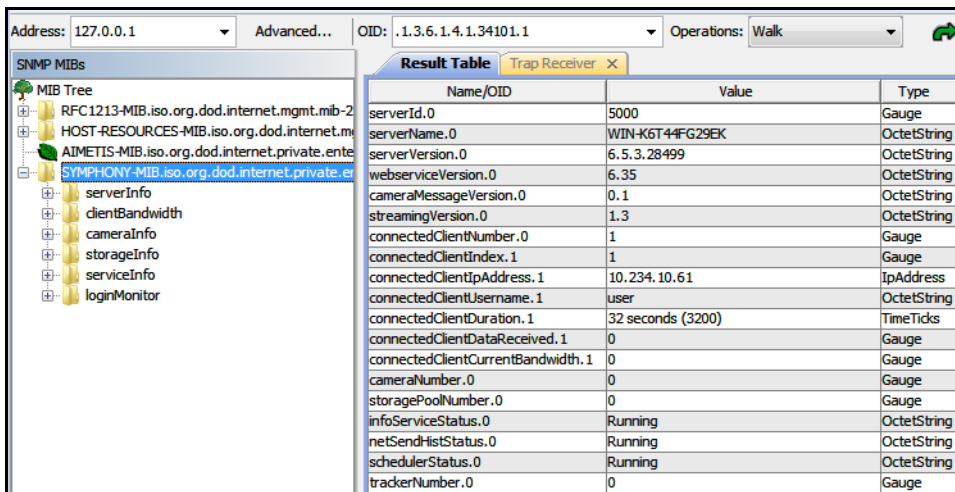 Address: 127.0.0.1 Advanced... OID: .1.3.6.1.4.1.34101.1 Operations: Walk
SNMP MIBs
MIB Tree
RFC1213-MIB.iso.org.dod.internet.mgmt.mib-2
HOST-RESOURCES-MIB.iso.org.dod.internet.m
AIMETIS-MIB.iso.org.dod.internet.private.ente
SYMPHONY-MIB.iso.org.dod.internet.private.er
serverInfo
clientBandwidth
cameraInfo
storageInfo
serviceInfo
loginMonitor
Result Table Trap Receiver
Name/OID Value Type
serverId.0 5000 Gauge
serverName.0 WIN-K6T44FG29EK OctetString
serverVersion.0 6.5.3.28499 OctetString
webserviceVersion.0 6.35 OctetString
cameraMessageVersion.0 0.1 OctetString
streamingVersion.0 1.3 OctetString
connectedClientNumber.0 1 Gauge
connectedClientIndex.1 1 Gauge
connectedClientIpAddress.1 10.234.10.61 IpAddress
connectedClientUsername.1 user OctetString
connectedClientDuration.1 32 seconds (3200) TimeTicks
connectedClientDataReceived.1 0 Gauge
connectedClientCurrentBandwidth.1 0 Gauge
cameraNumber.0 0 Gauge
storagePoolNumber.0 0 Gauge
infoServiceStatus.0 Running OctetString
netSendHistStatus.0 Running OctetString
schedulerStatus.0 Running OctetString
trackerNumber.0 0 Gauge